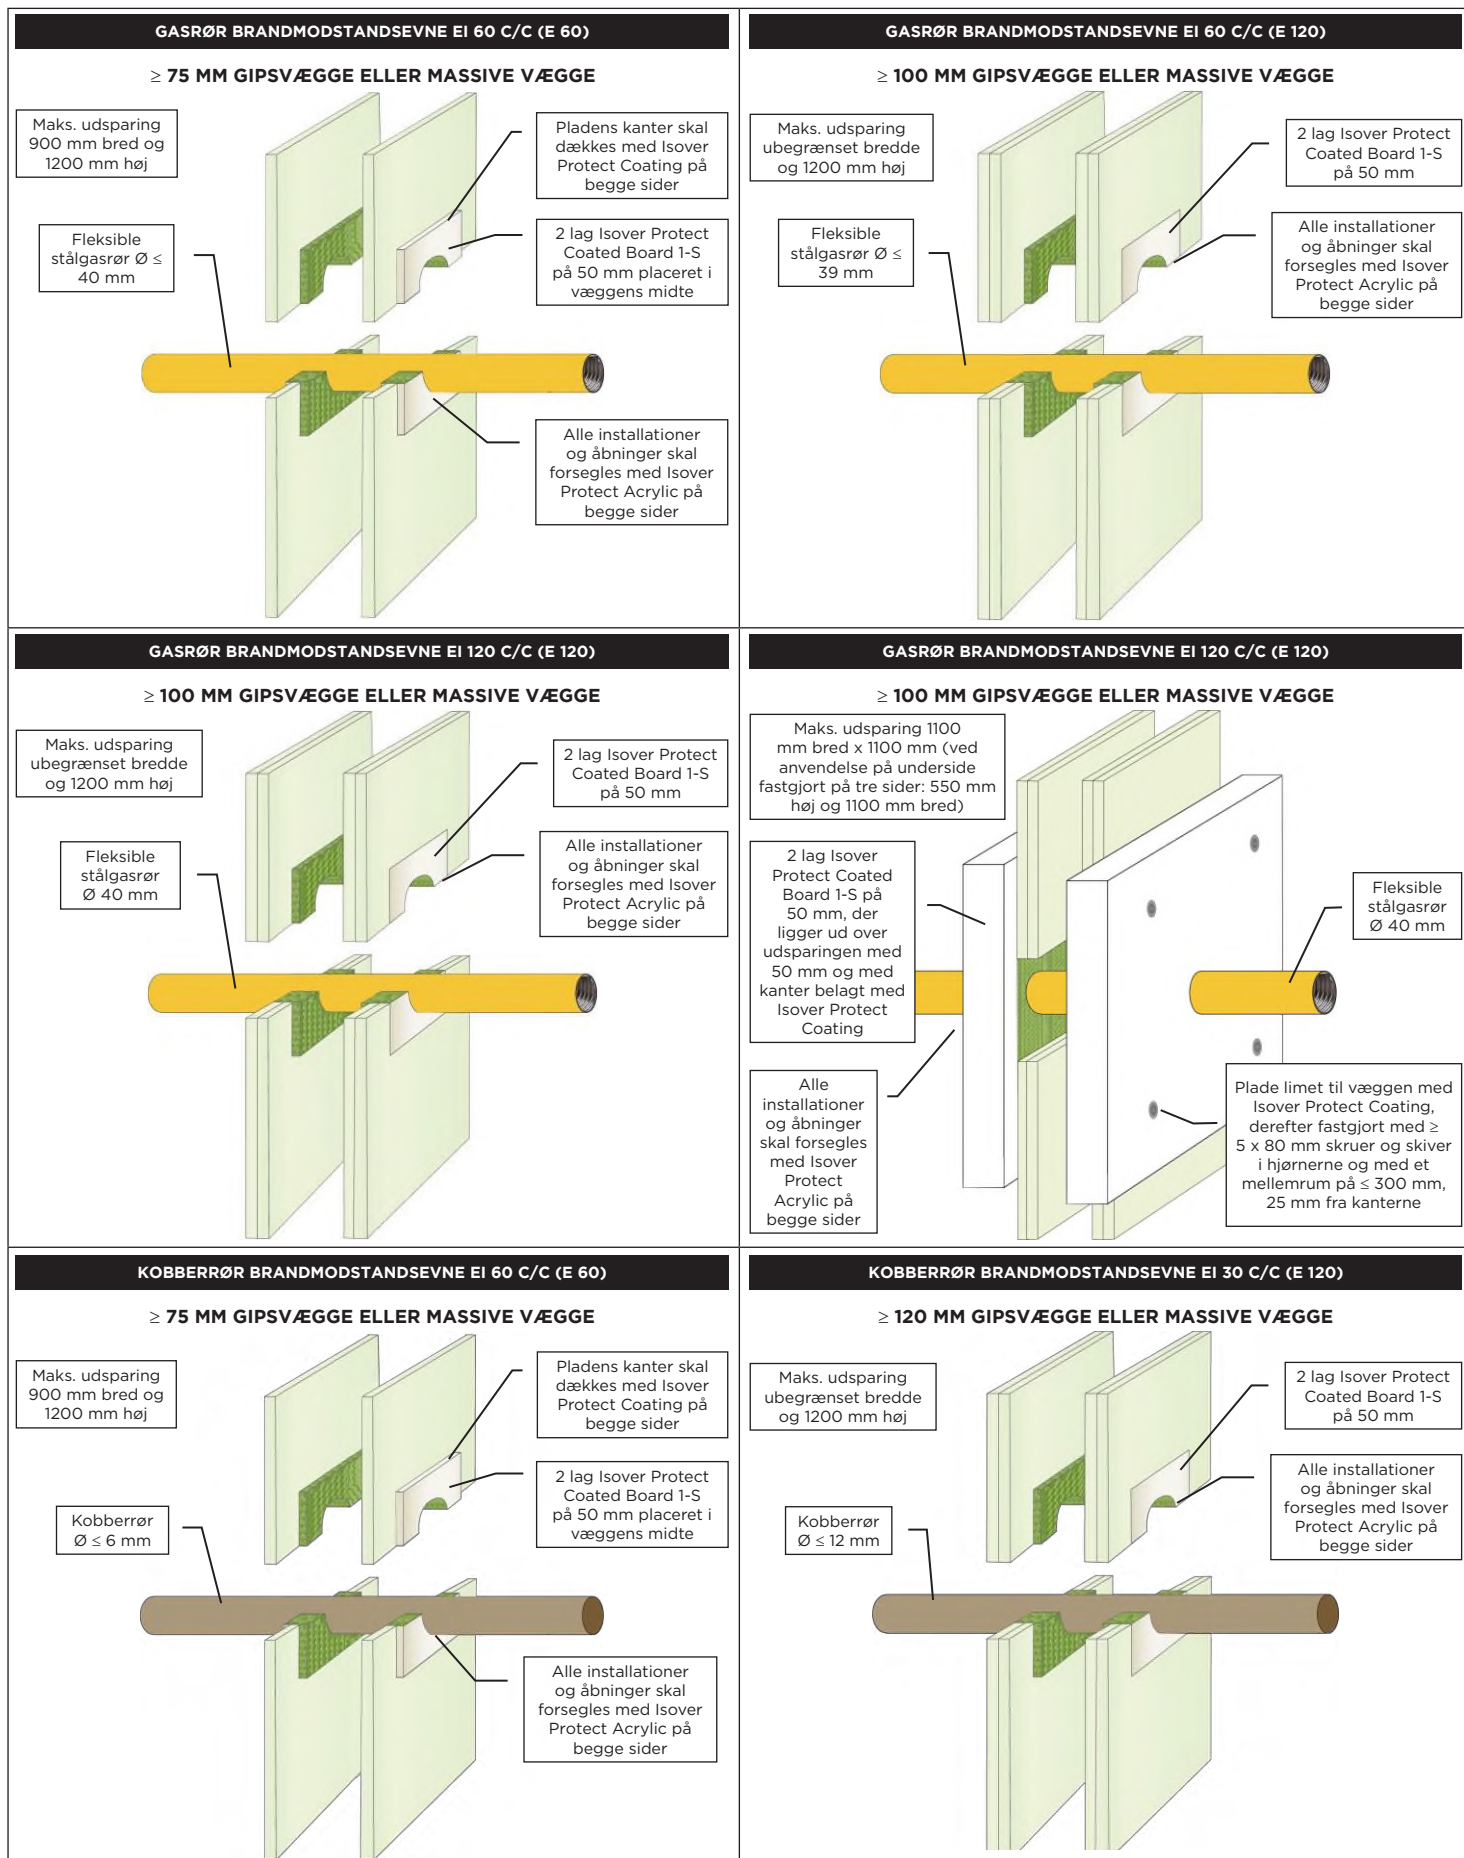 GASRØR BRANDMODSTANDSEVNE EI 60 C/C (E 60)
≥ 75 MM GIPSVÆGGE ELLER MASSIVE VÆGGE
Maks. udsparing
900 mm bred og
1200 mm høj
Pladens kanter skal
dækkes med Isover
Protect Coating på
begge sider
Fleksible
stålgasrør Ø ≤
40 mm
2 lag Isover Protect
Coated Board 1-S
på 50 mm placeret i
væggens midte
Alle installationer
og åbninger skal
forsegles med Isover
Protect Acrylic på
begge sider
GASRØR BRANDMODSTANDSEVNE EI 60 C/C (E 120)
≥ 100 MM GIPSVÆGGE ELLER MASSIVE VÆGGE
Maks. udsparing
ubegrænset bredde
og 1200 mm høj
2 lag Isover Protect
Coated Board 1-S
på 50 mm
Fleksible
stålgasrør Ø ≤
39 mm
Alle installationer
og åbninger skal
forsegles med Isover
Protect Acrylic på
begge sider
GASRØR BRANDMODSTANDSEVNE EI 120 C/C (E 120)
≥ 100 MM GIPSVÆGGE ELLER MASSIVE VÆGGE
Maks. udsparing
ubegrænset bredde
og 1200 mm høj
2 lag Isover Protect
Coated Board 1-S
på 50 mm
Fleksible
stålgasrør
Ø 40 mm
Alle installationer
og åbninger skal
forsegles med Isover
Protect Acrylic på
begge sider
GASRØR BRANDMODSTANDSEVNE EI 120 C/C (E 120)
≥ 100 MM GIPSVÆGGE ELLER MASSIVE VÆGGE
Maks. udsparing 1100
mm bred x 1100 mm (ved
anvendelse på underside
fastgjort på tre sider: 550 mm
høj og 1100 mm bred)
2 lag Isover
Protect Coated
Board 1-S på
50 mm, der
ligger ud over
udsparingen med
50 mm og med
kanter belagt med
Isover Protect
Coating
Fleksible
stålgasrør
Ø 40 mm
Alle
installationer
og åbninger
skal forsegles
med Isover
Protect
Acrylic på
begge sider
Plade limet til væggen med
Isover Protect Coating,
derefter fastgjort med ≥
5 x 80 mm skruer og skiver
i hjørnerne og med et
mellemrum på ≤ 300 mm,
25 mm fra kanterne
KOBBERRØR BRANDMODSTANDSEVNE EI 60 C/C (E 60)
≥ 75 MM GIPSVÆGGE ELLER MASSIVE VÆGGE
Maks. udsparing
900 mm bred og
1200 mm høj
Pladens kanter skal
dækkes med Isover
Protect Coating på
begge sider
2 lag Isover Protect
Coated Board 1-S
på 50 mm placeret i
væggens midte
Kobberrør
Ø ≤ 6 mm
Alle installationer
og åbninger skal
forsegles med Isover
Protect Acrylic på
begge sider
KOBBERRØR BRANDMODSTANDSEVNE EI 30 C/C (E 120)
≥ 120 MM GIPSVÆGGE ELLER MASSIVE VÆGGE
Maks. udsparing
ubegrænset bredde
og 1200 mm høj
2 lag Isover Protect
Coated Board 1-S
på 50 mm
Kobberrør
Ø ≤ 12 mm
Alle installationer
og åbninger skal
forsegles med Isover
Protect Acrylic på
begge sider